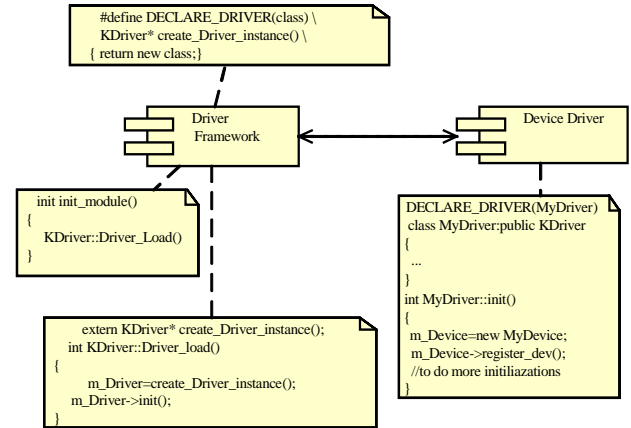 #define DECLARE_DRIVER(class) \
KDriver* create_Driver_instance() \
{ return new class;}
Driver
Framework
Device Driver
init init_module()
{
KDriver::Driver_Load()
}
DECLARE_DRIVER(MyDriver)
class MyDriver:public KDriver
{
...
}
int MyDriver::init()
{
m_Device=new MyDevice;
m_Device->register_dev();
//to do more initiliazations
}
extern KDriver* create_Driver_instance();
int KDriver::Driver_load()
{
m_Driver=create_Driver_instance();
m_Driver->init();
}